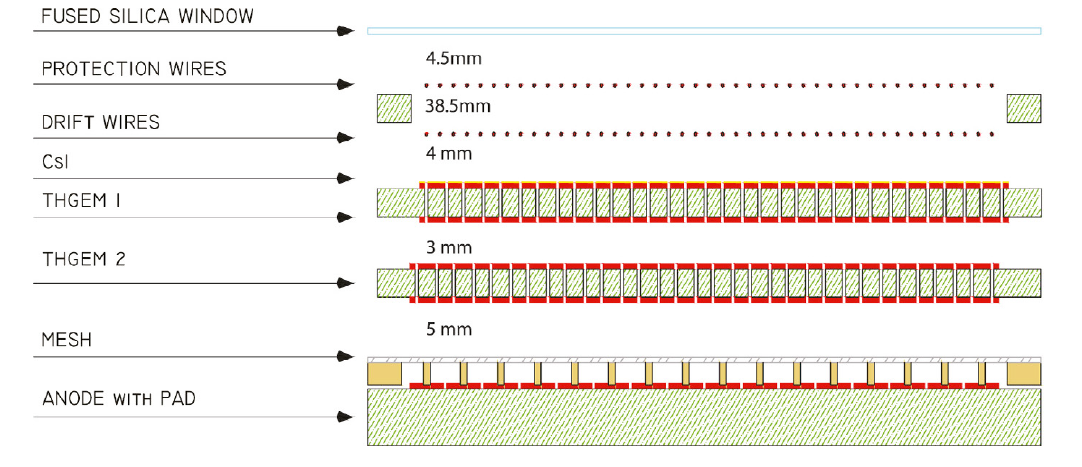 FUSED SILICA WINDOW
4.5mm
PROTECTION WIRES
38.5mm
DRIFT WIRES
4 mm
CsI
THGEM 1
3 mm
THGEM 2
5 mm
MESH
ANODE WITH PAD